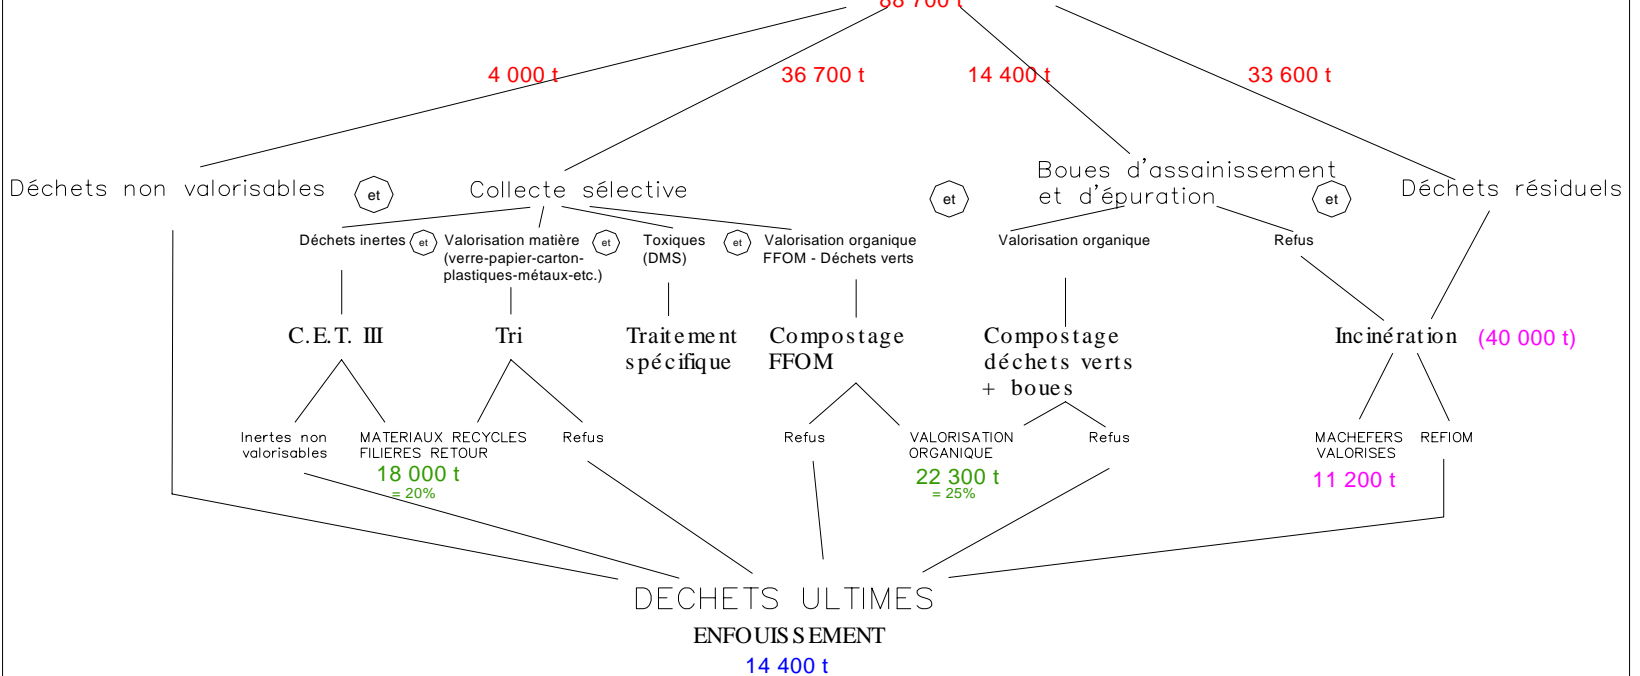 88 700 t
4 000 t
36 700 t
14 400 t
33 600 t
Déchets non valorisables
et
Collecte sélective
et
Boues d'assainissement
et d'épuration
et
Déchets résiduels
Déchets inertes
et
Valorisation matière
(verre-papier-carton-
plastiques-métaux-etc.)
et
Toxiques
(DMS)
et
Valorisation organique
FFOM - Déchets verts
Valorisation organique
Refus
C.E.T. III
Tri
Traitement
spécifique
Compostage
FFOM
Compostage
déchets verts
+ boues
Incinération
(40 000 t)
Inertes non
valorisables
MATERIAUX RECYCLES
FILIERES RETOUR
18 000 t
= 20%
Refus
Refus
VALORISATION
ORGANIQUE
22 300 t
= 25%
Refus
MACHEFERS
VALORISES
11 200 t
REFIOM
DECHETS ULTIMES
ENFOUISSEMENT
14 400 t